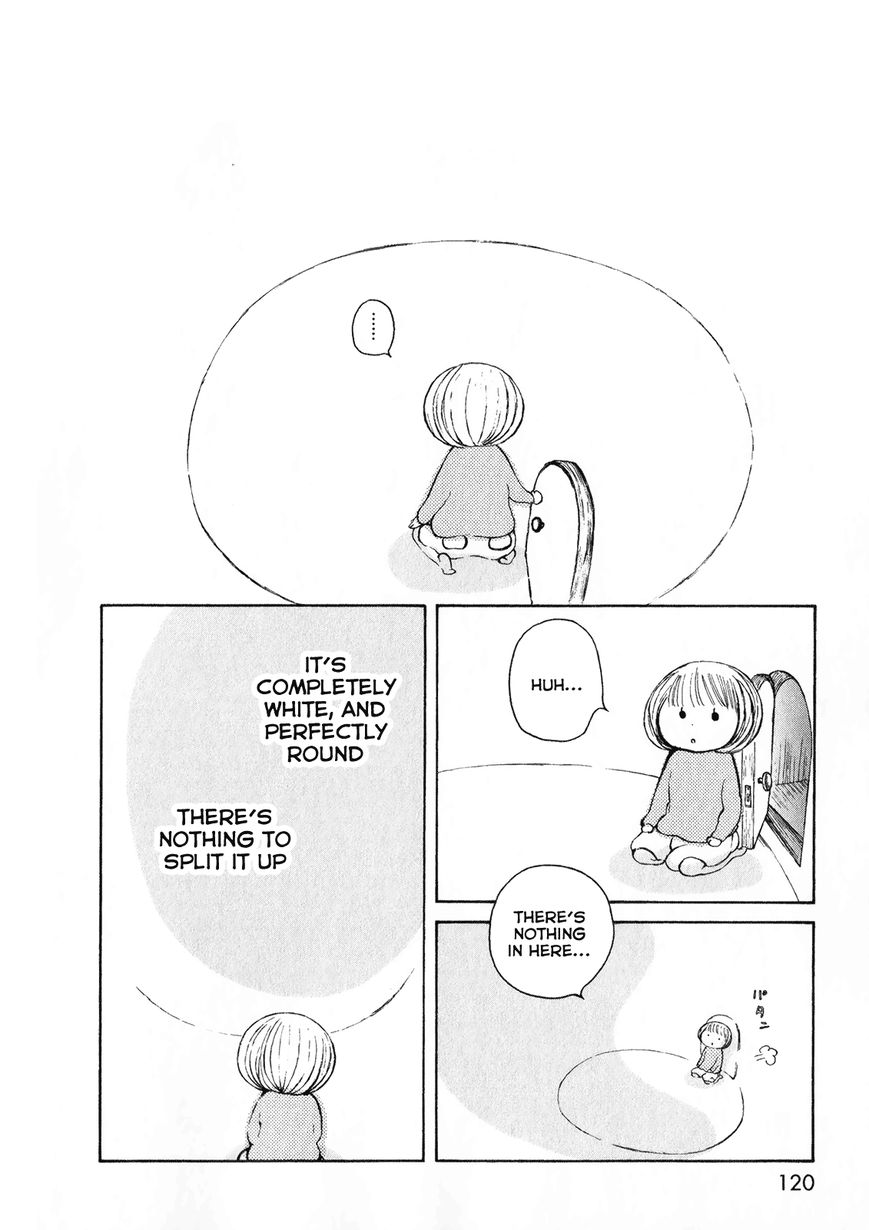 ………
HUH...
THERE'S
NOTHING
IN HERE...
パタン
IT'S
COMPLETELY
WHITE, AND
PERFECTLY
ROUND
THERE'S
NOTHING TO
SPLIT IT UP
120